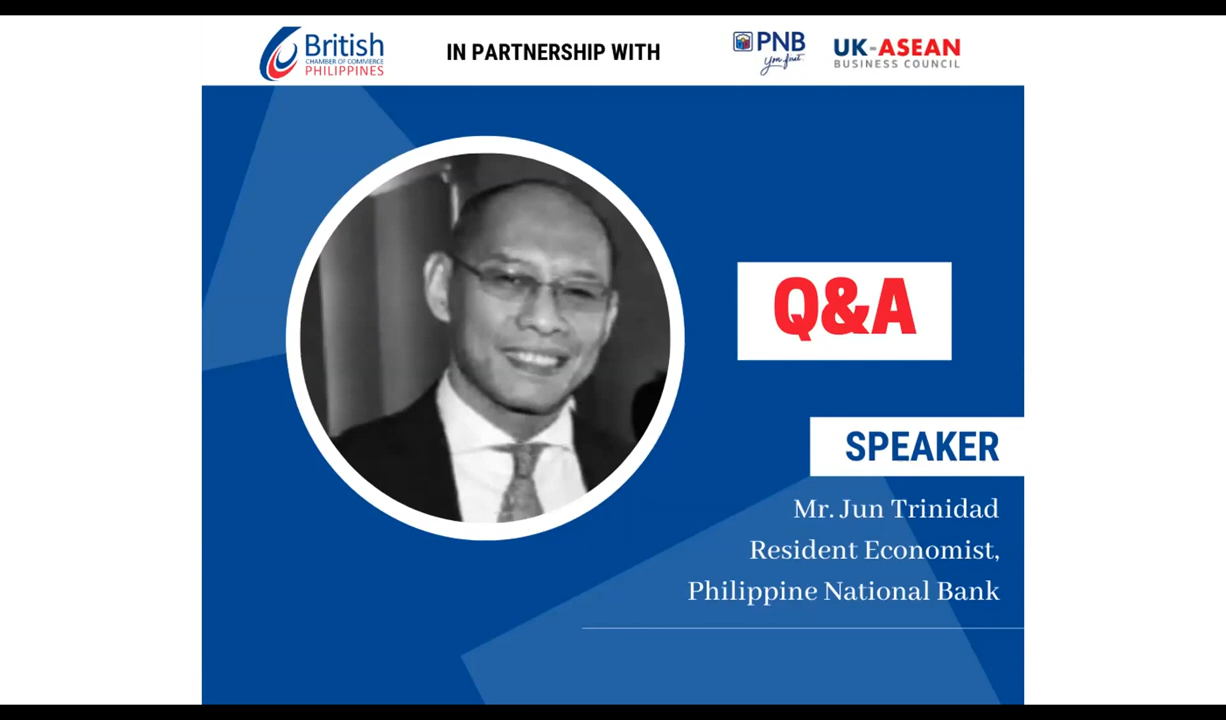 British
CHAMBER OF COMMERCE
PHILIPPINES
IN PARTNERSHIP WITH
PNB
You first.
UK-ASEAN
BUSINESS COUNCIL
Q&A
SPEAKER
Mr. Jun Trinidad
Resident Economist,
Philippine National Bank